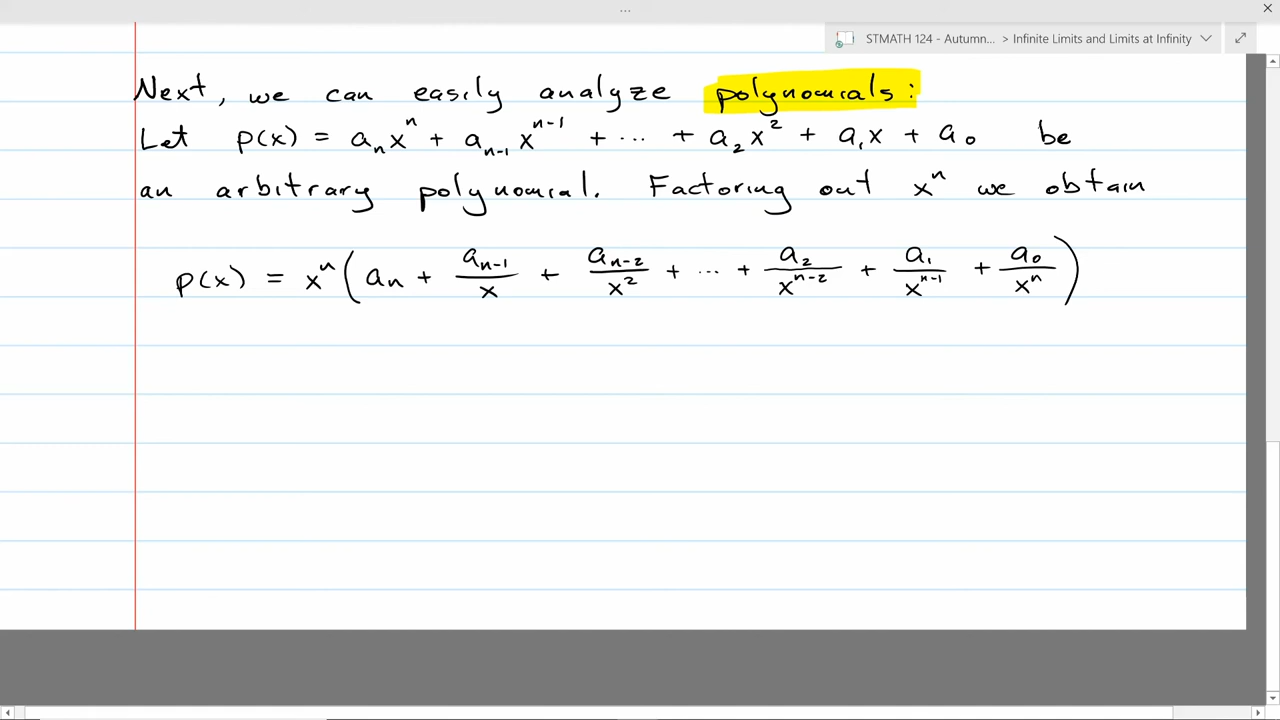 ...
STMATH 124 - Autumn... > Infinite Limits and Limits at Infinity
Next, we can easily analyze polynomials:
Let p(x) = aₙxⁿ + aₙ₋₁xⁿ⁻¹ + ... + a₂x² + a₁x + a₀ be
an arbitrary polynomial. Factoring out xⁿ we obtain
p(x) = xⁿ(aₙ + aₙ₋₁/x + aₙ₋₂/x² + ... + a₂/xⁿ⁻² + a₁/xⁿ⁻¹ + a₀/xⁿ)